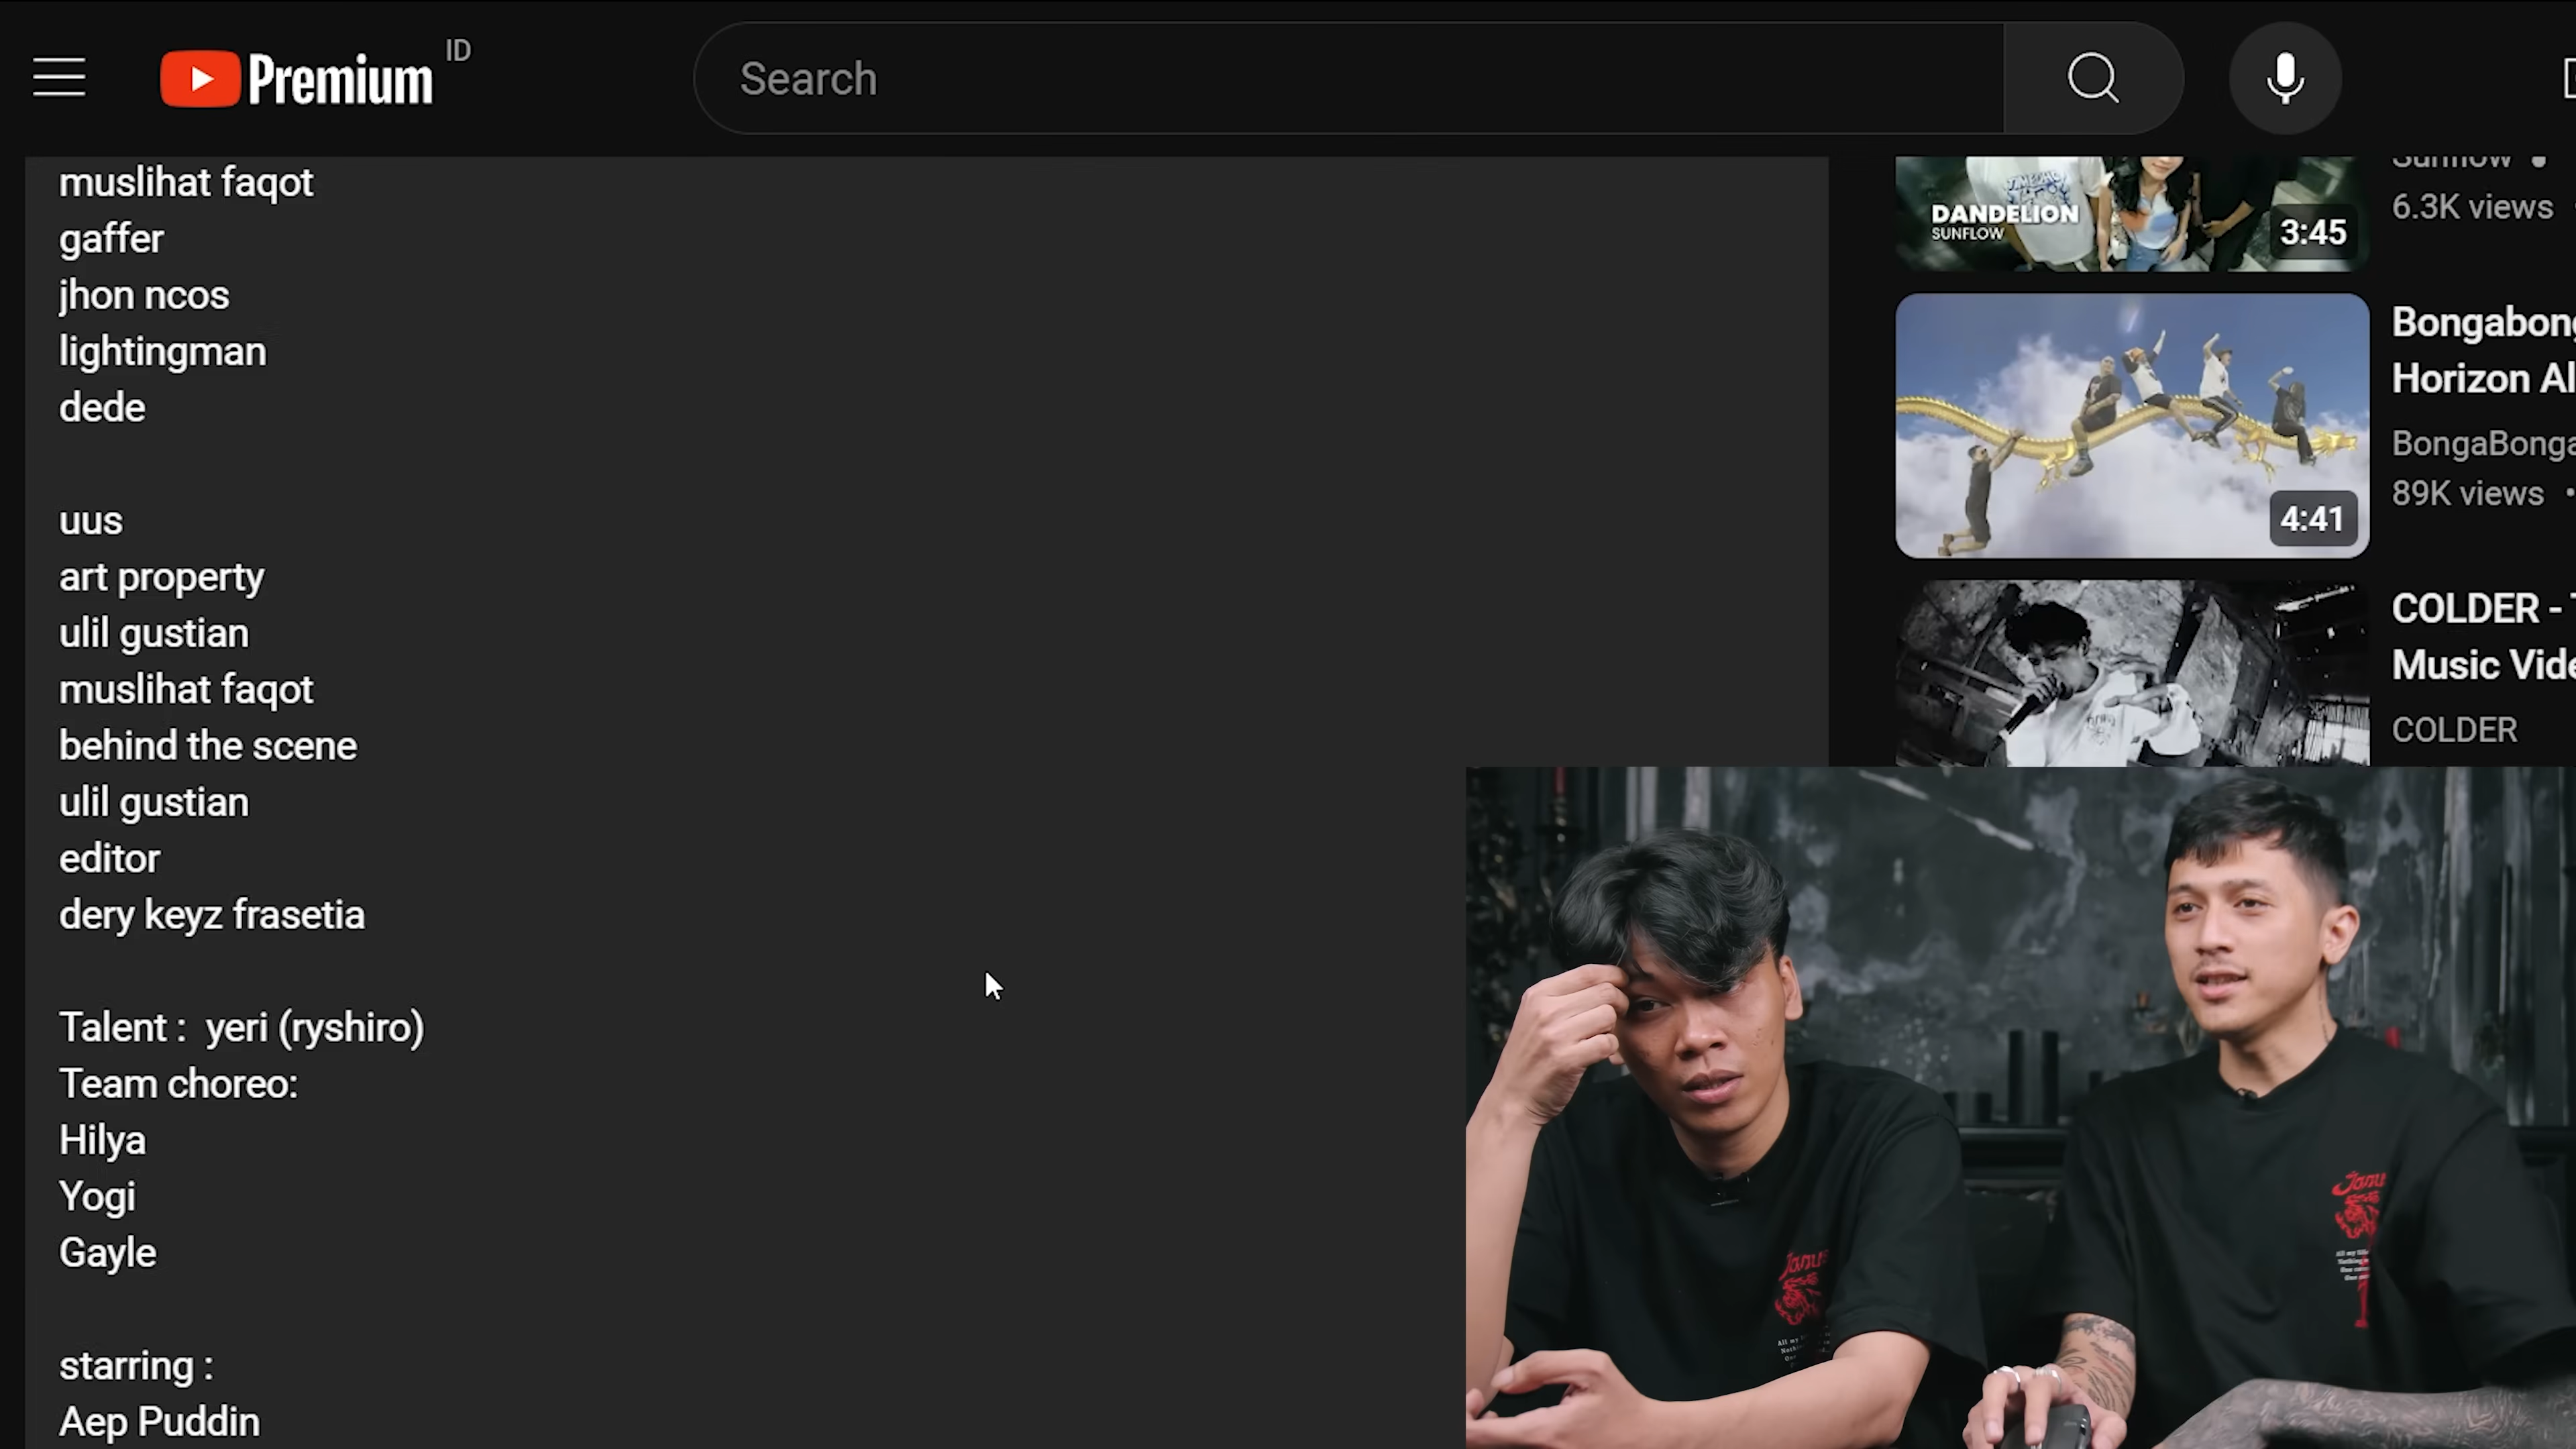 Premium ID
Search
muslihat faqot
gaffer
jhon ncos
lightingman
dede
uus
art property
ulil gustian
muslihat faqot
behind the scene
ulil gustian
editor
dery keyz frasetia
Talent : yeri (ryshiro)
Team choreo:
Hilya
Yogi
Gayle
starring :
Aep Puddin
DANDELION
SUNFLOW
3:45
Sunflow
6.3K views
4:41
Bongabong
Horizon Al
BongaBonga
89K views
COLDER -
Music Vide
COLDER